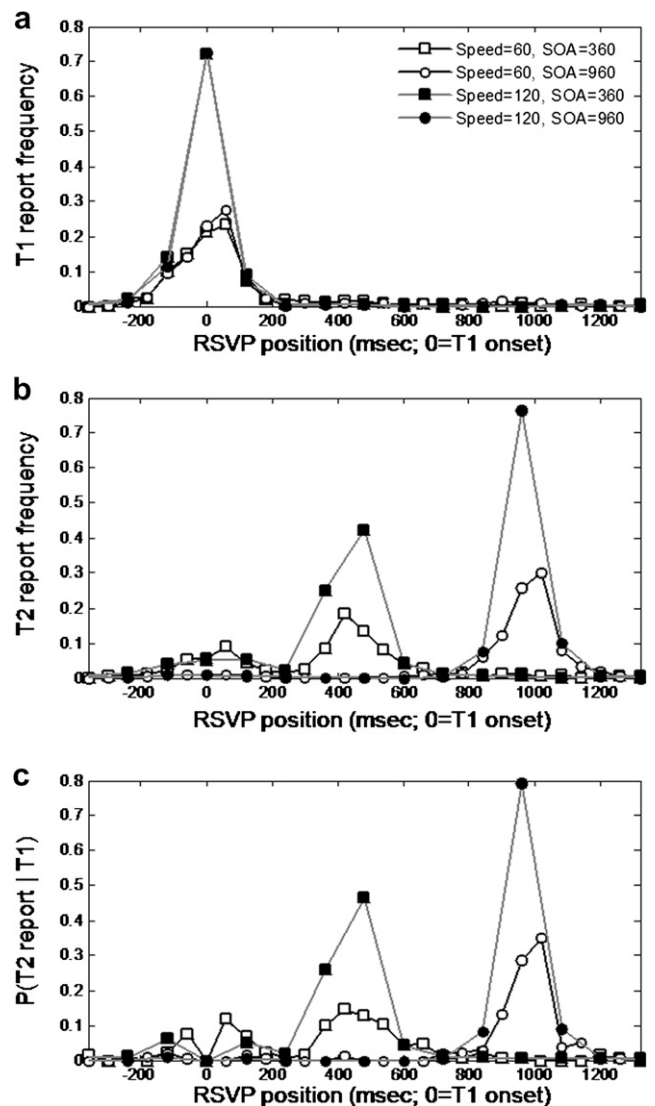 a
T1 report frequency
0.8
0.7
0.6
0.5
0.4
0.3
0.2
0.1
0
Speed=60, SOA=360
Speed=60, SOA=960
Speed=120, SOA=360
Speed=120, SOA=960
-200 0 200 400 600 800 1000 1200
RSVP position (msec; 0=T1 onset)
b
T2 report frequency
0.8
0.7
0.6
0.5
0.4
0.3
0.2
0.1
0
-200 0 200 400 600 800 1000 1200
RSVP position (msec; 0=T1 onset)
c
P(T2 report | T1)
0.8
0.7
0.6
0.5
0.4
0.3
0.2
0.1
0
-200 0 200 400 600 800 1000 1200
RSVP position (msec; 0=T1 onset)